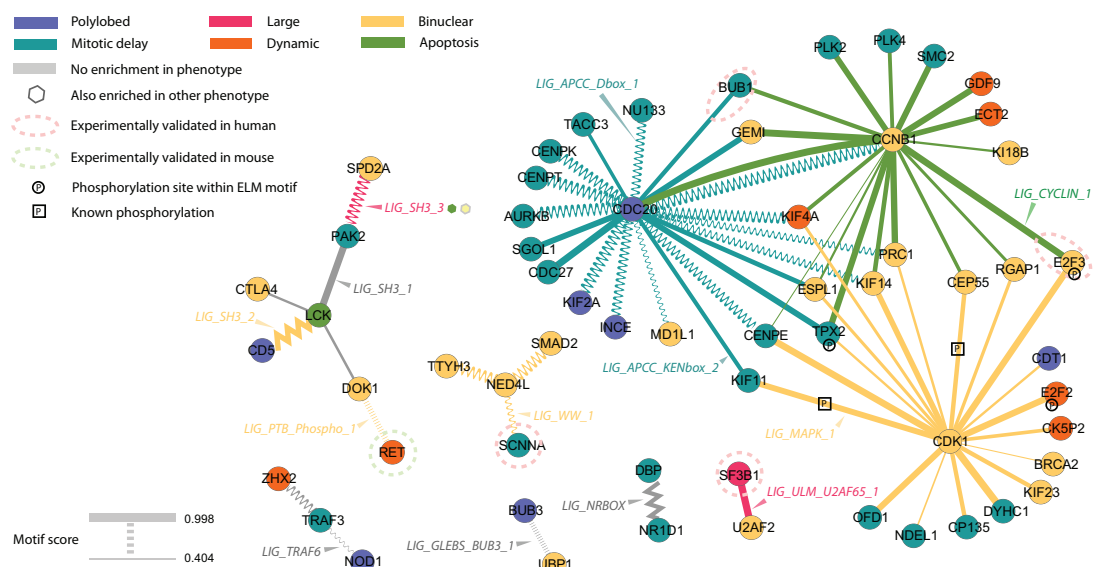 Polylobed
Large
Binuclear
Mitotic delay
Dynamic
Apoptosis
No enrichment in phenotype
Also enriched in other phenotype
Experimentally validated in human
Experimentally validated in mouse
P Phosphorylation site within ELM motif
P Known phosphorylation
PLK2
PLK4
SMC2
GDF9
ECT2
KI18B
BUB1
GEMI
CCNB1
LIG_APCC_Dbox_1
NU133
TACC3
CENPK
CENPT
AURKB
SGOL1
CDC27
CDC20
KIF2A
INCE
MD1L1
KIF4A
PRC1
KIF14
ESPL1
TPX2
P
CENPE
KIF11
LIG_APCC_KENbox_2
LIG_CYCLIN_1
E2F3
P
RGAP1
CEP55
P
P
LIG_MAPK_1
CDT1
E2F2
P
CK5P2
CDK1
BRCA2
KIF23
DYHC1
CP135
NDEL1
OFD1
SPD2A
LIG_SH3_3
PAK2
LIG_SH3_1
CTLA4
LCK
LIG_SH3_2
CD5
DOK1
LIG_PTB_Phospho_1
RET
SMAD2
TTYH3
NED4L
LIG_WW_1
SCNNA
ZHX2
TRAF3
LIG_TRAF6
NOD1
BUB3
LIG_GLEBS_BUB3_1
UBP1
DBP
LIG_NRBOX
NR1D1
SF3B1
LIG_ULM_U2AF65_1
U2AF2
Motif score
0.998
0.404